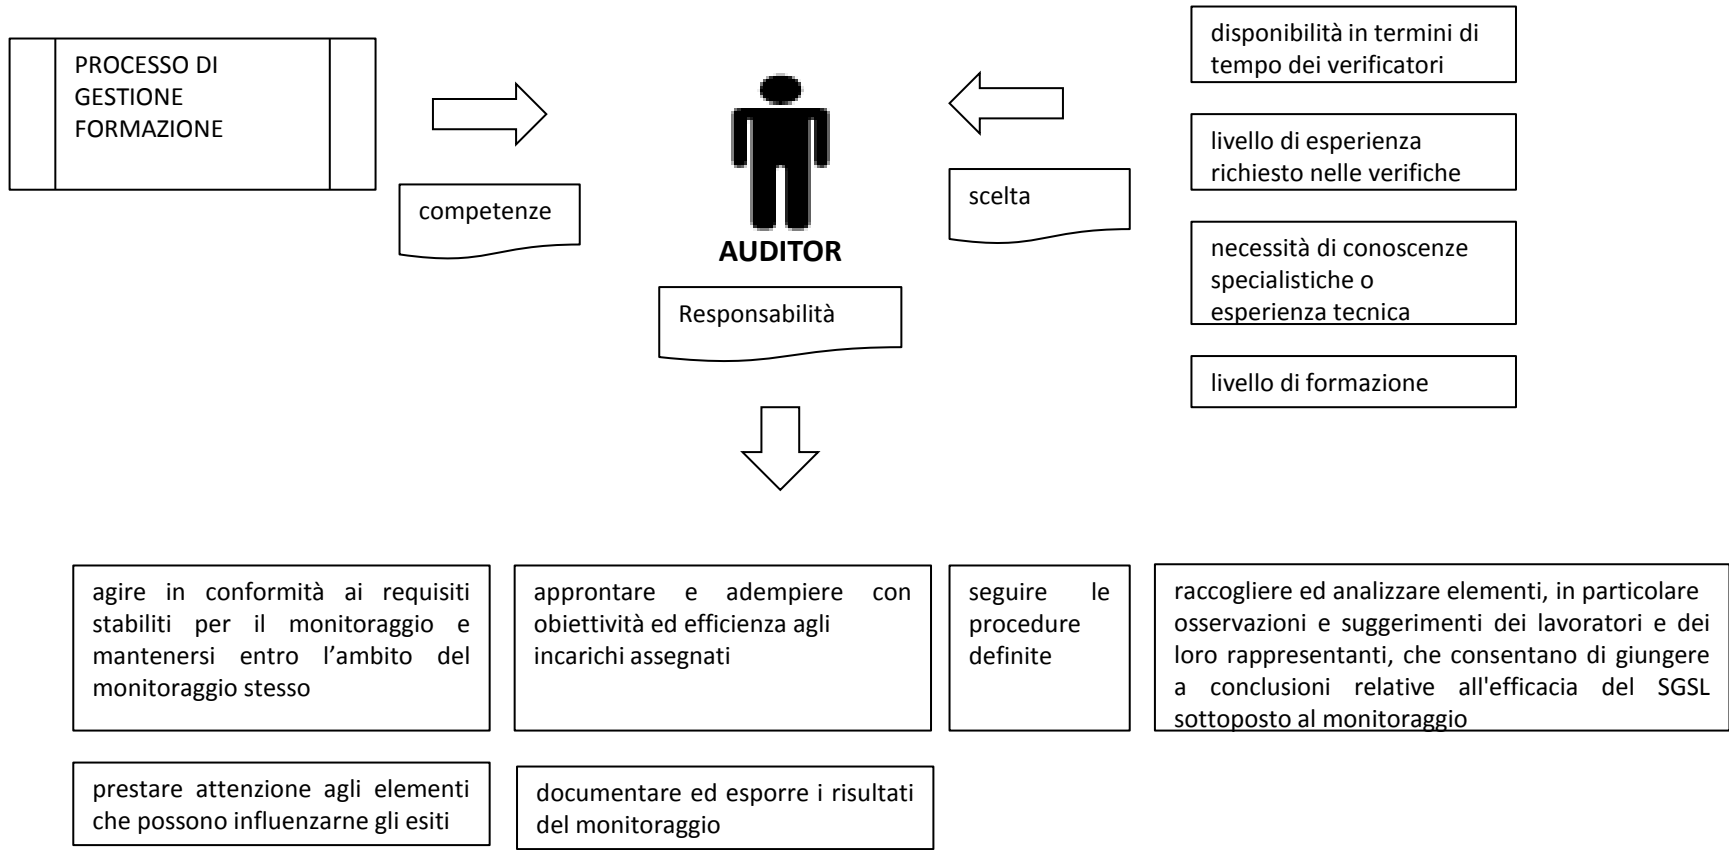 PROCESSO DI
GESTIONE
FORMAZIONE
competenze
AUDITOR
Responsabilità
scelta
disponibilità in termini di
tempo dei verificatori
livello di esperienza
richiesto nelle verifiche
necessità di conoscenze
specialistiche o
esperienza tecnica
livello di formazione
agire in conformità ai requisiti
stabiliti per il monitoraggio e
mantenersi entro l’ambito del
monitoraggio stesso
approntare e adempiere con
obiettività ed efficienza agli
incarichi assegnati
seguire le
procedure
definite
raccogliere ed analizzare elementi, in particolare
osservazioni e suggerimenti dei lavoratori e dei
loro rappresentanti, che consentano di giungere
a conclusioni relative all'efficacia del SGSL
sottoposto al monitoraggio
prestare attenzione agli elementi
che possono influenzarne gli esiti
documentare ed esporre i risultati
del monitoraggio